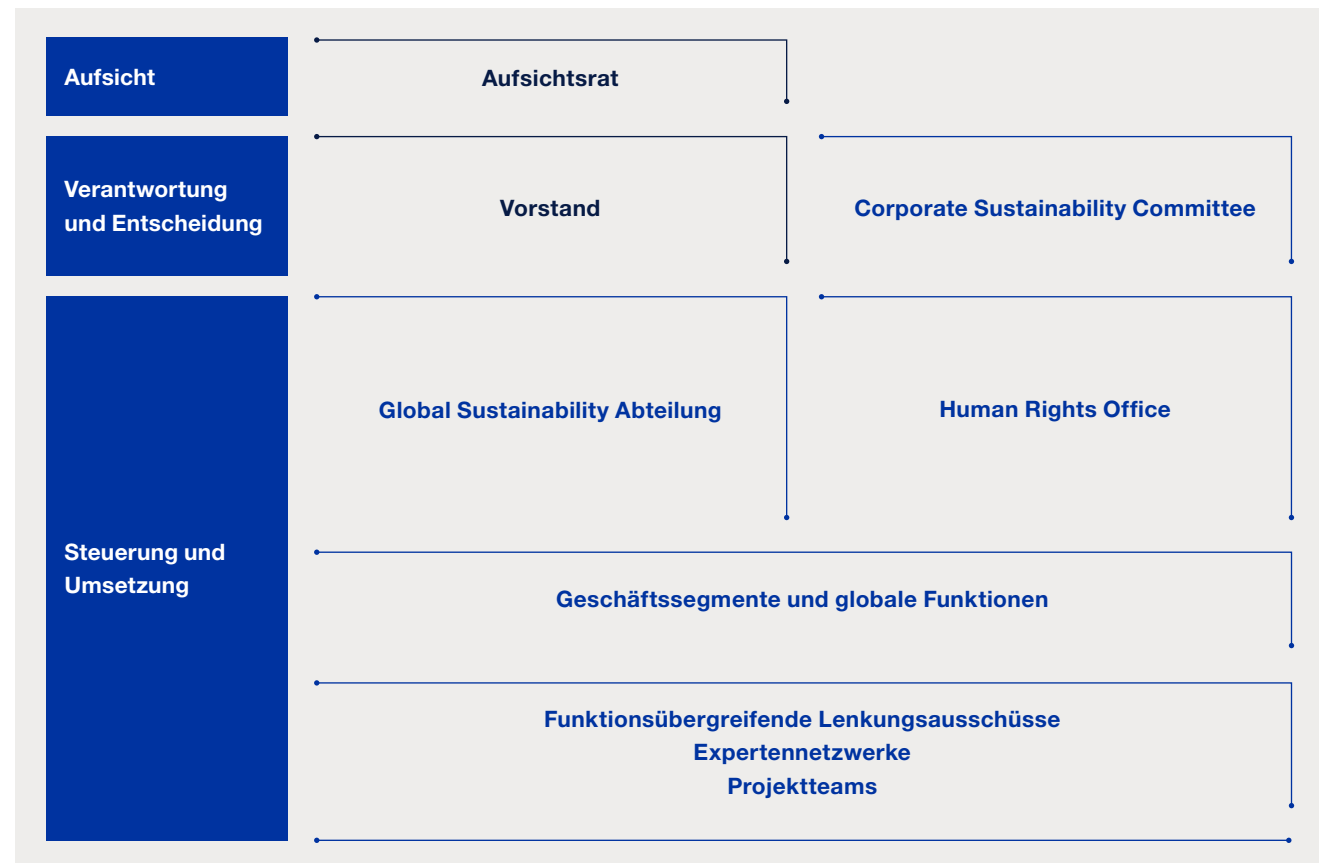 Aufsicht
Aufsichtsrat
Verantwortung
und Entscheidung
Vorstand
Corporate Sustainability Committee
Steuerung und
Umsetzung
Global Sustainability Abteilung
Human Rights Office
Geschäftssegmente und globale Funktionen
Funktionsübergreifende Lenkungsausschüsse
Expertennetzwerke
Projektteams